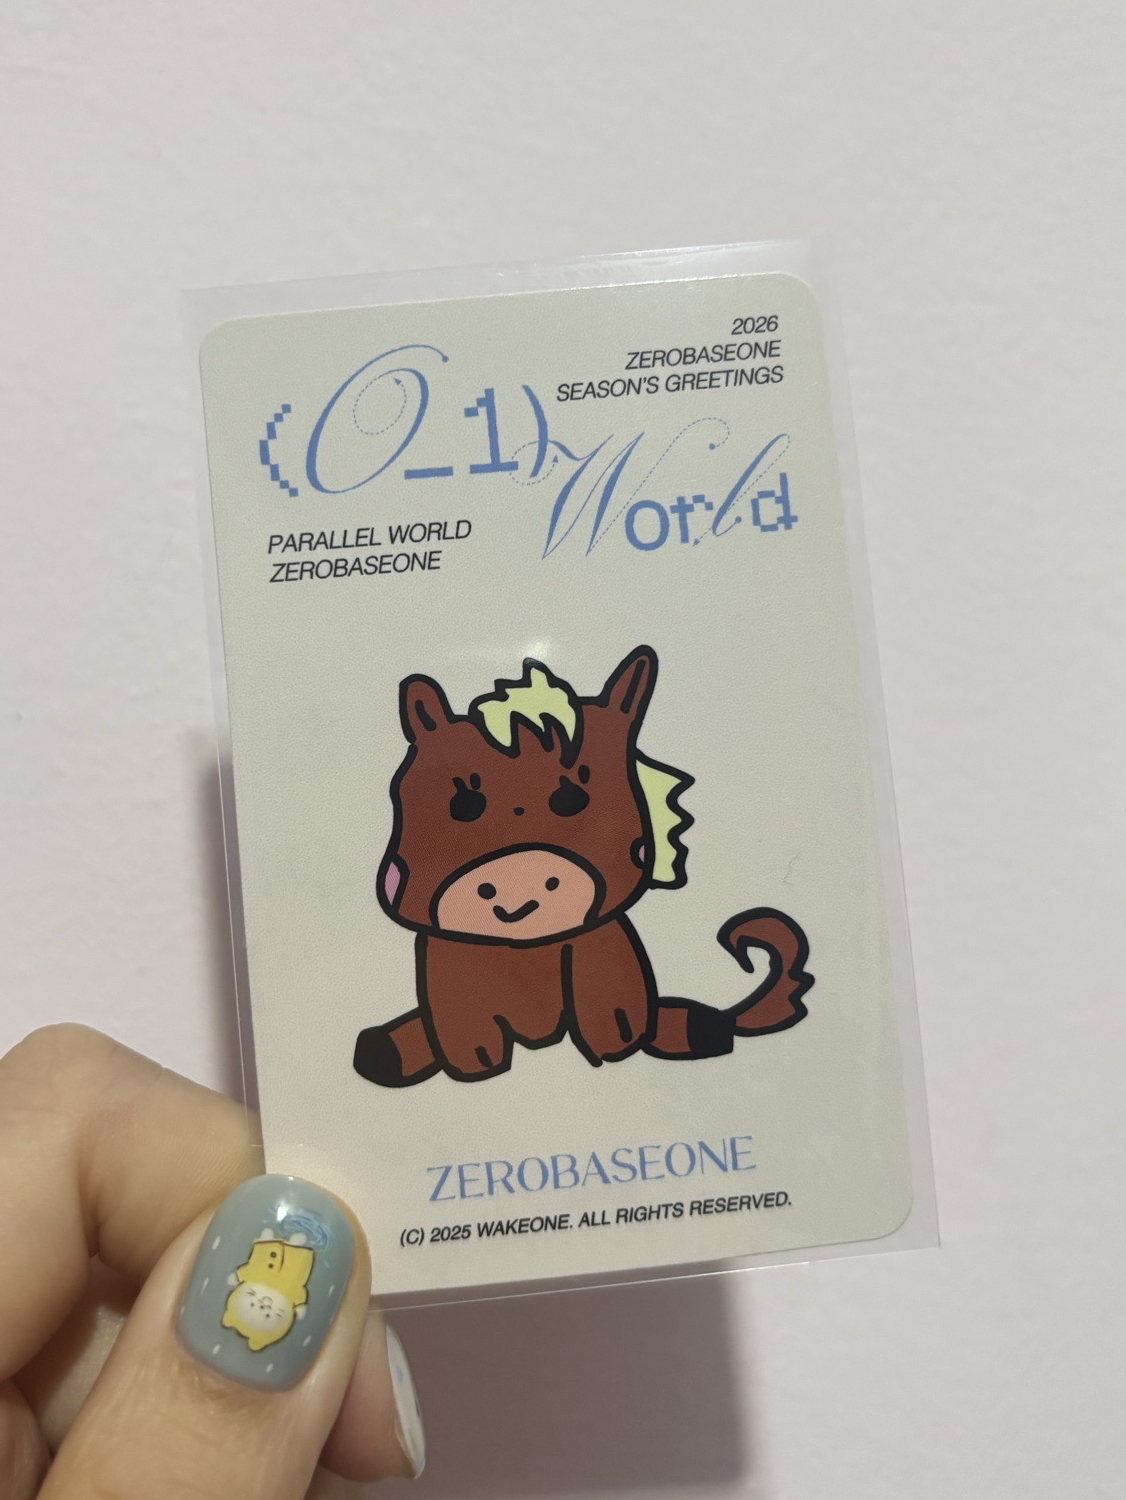 2026
ZEROBASEONE
SEASON'S GREETINGS
(0_1)
World
PARALLEL WORLD
ZEROBASEONE
ZEROBASEONE
(C) 2025 WAKEONE. ALL RIGHTS RESERVED.